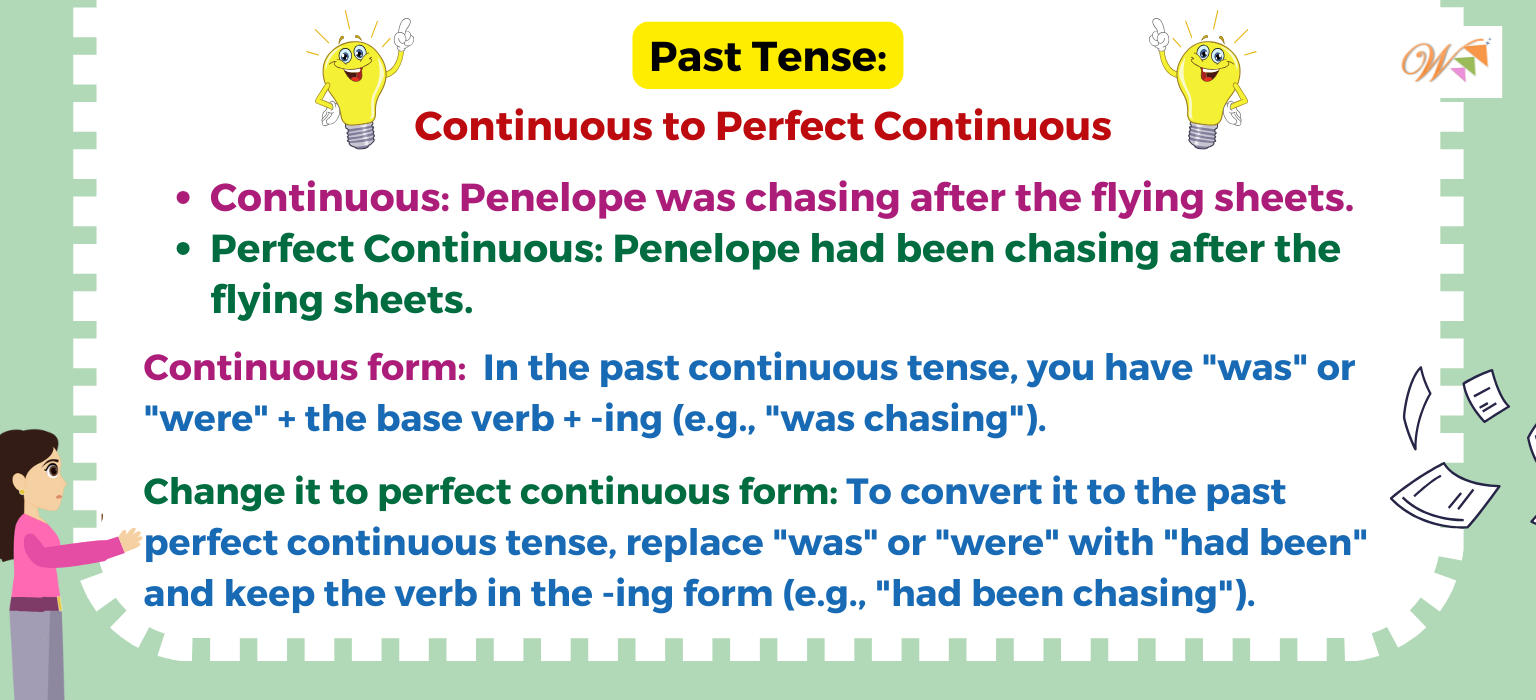 Past Tense:
W
Continuous to Perfect Continuous
• Continuous: Penelope was chasing after the flying sheets.
• Perfect Continuous: Penelope had been chasing after the
flying sheets.
Continuous form:  In the past continuous tense, you have "was" or
"were" + the base verb + -ing (e.g., "was chasing").
Change it to perfect continuous form: To convert it to the past
perfect continuous tense, replace "was" or "were" with "had been"
and keep the verb in the -ing form (e.g., "had been chasing").